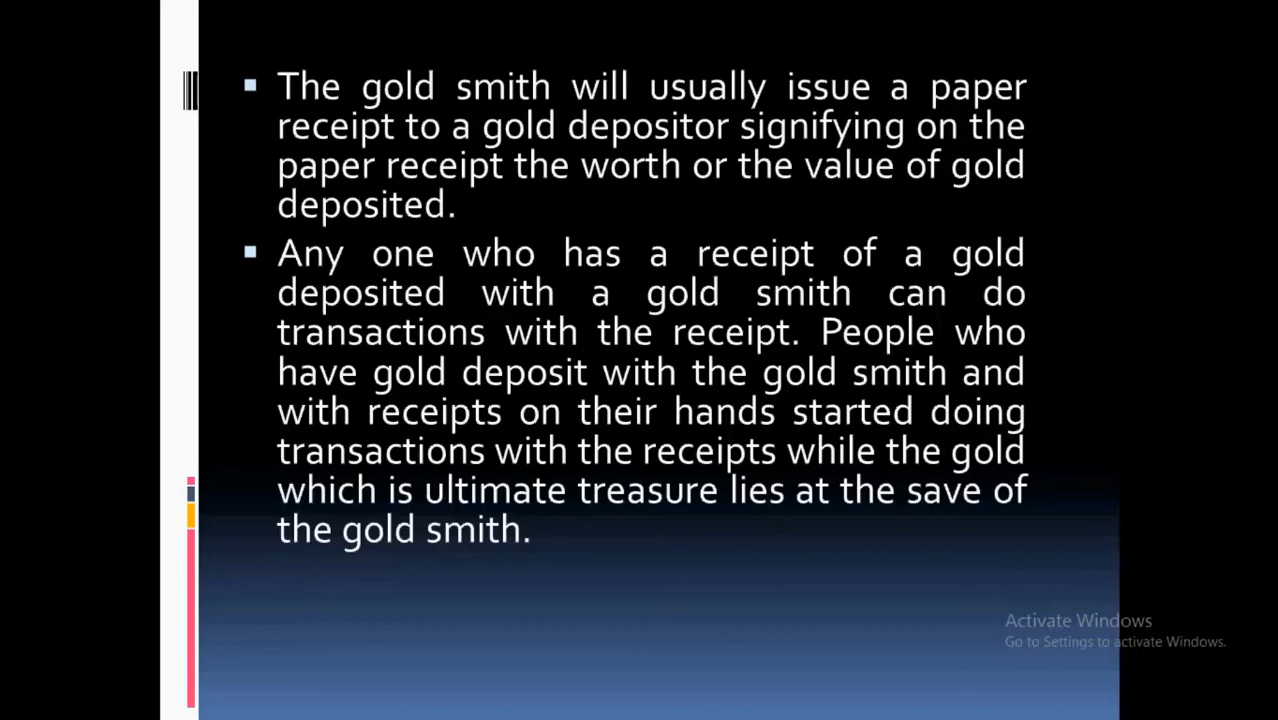 The gold smith will usually issue a paper
receipt to a gold depositor signifying on the
paper receipt the worth or the value of gold
deposited.
Any one who has a receipt of a gold
deposited with a gold smith can do
transactions with the receipt. People who
have gold deposit with the gold smith and
with receipts on their hands started doing
transactions with the receipts while the gold
which is ultimate treasure lies at the save of
the gold smith.
Activate Windows
Go to Settings to activate Windows.